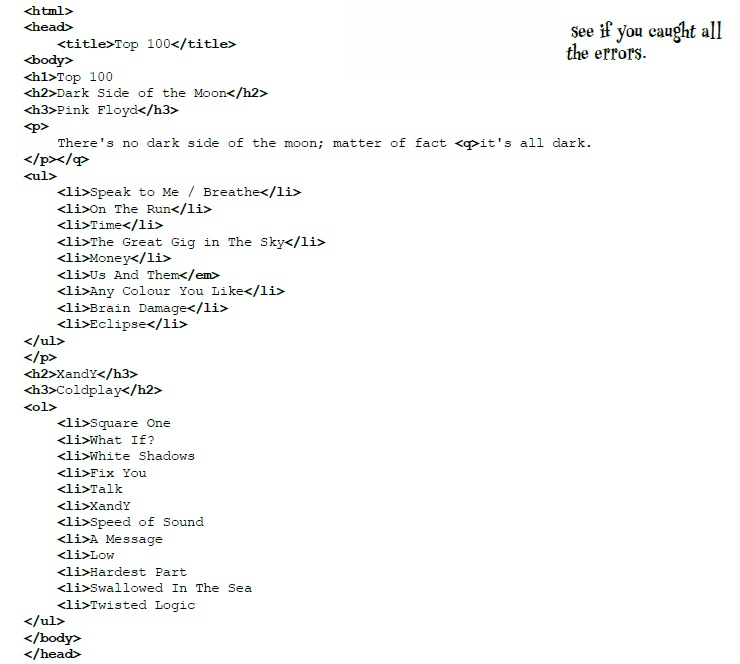 <html>
<head>
<title>Top 100</title>
<body>
<h1>Top 100
<h2>Dark Side of the Moon</h2>
<h3>Pink Floyd</h3>
<p>
There's no dark side of the moon; matter of fact <q>it's all dark.
</p></q>
<ul>
<li>Speak to Me / Breathe</li>
<li>On The Run</li>
<li>Time</li>
<li>The Great Gig in The Sky</li>
<li>Money</li>
<li>Us And Them</em>
<li>Any Colour You Like</li>
<li>Brain Damage</li>
<li>Eclipse</li>
</ul>
</p>
<h2>XandY</h3>
<h3>Coldplay</h2>
<ol>
<li>Square One
<li>What If?
<li>White Shadows
<li>Fix You
<li>Talk
<li>XandY
<li>Speed of Sound
<li>A Message
<li>Low
<li>Hardest Part
<li>Swallowed In The Sea
<li>Twisted Logic
</ul>
</body>
</head>
see if you caught all
the errors.